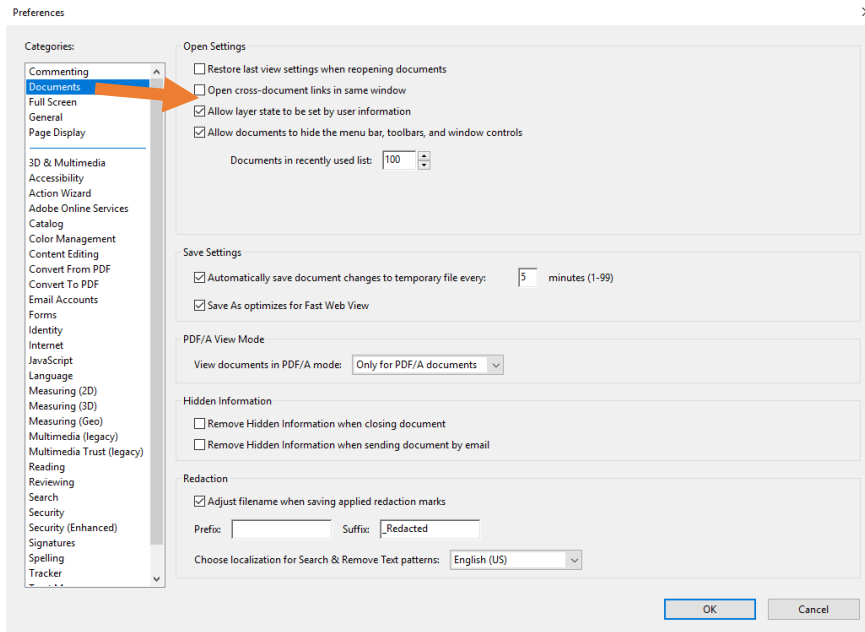 Preferences
Categories:
Commenting
Documents
Full Screen
General
Page Display
3D & Multimedia
Accessibility
Action Wizard
Adobe Online Services
Catalog
Color Management
Content Editing
Convert From PDF
Convert To PDF
Email Accounts
Forms
Identity
Internet
JavaScript
Language
Measuring (2D)
Measuring (3D)
Measuring (Geo)
Multimedia (legacy)
Multimedia Trust (legacy)
Reading
Reviewing
Search
Security
Security (Enhanced)
Signatures
Spelling
Tracker
Open Settings
Restore last view settings when reopening documents
Open cross-document links in same window
Allow layer state to be set by user information
Allow documents to hide the menu bar, toolbars, and window controls
Documents in recently used list: 100
Save Settings
Automatically save document changes to temporary file every: 5 minutes (1-99)
Save As optimizes for Fast Web View
PDF/A View Mode
View documents in PDF/A mode: Only for PDF/A documents
Hidden Information
Remove Hidden Information when closing document
Remove Hidden Information when sending document by email
Redaction
Adjust filename when saving applied redaction marks
Prefix: Suffix: _Redacted
Choose localization for Search & Remove Text patterns: English (US)
OK Cancel